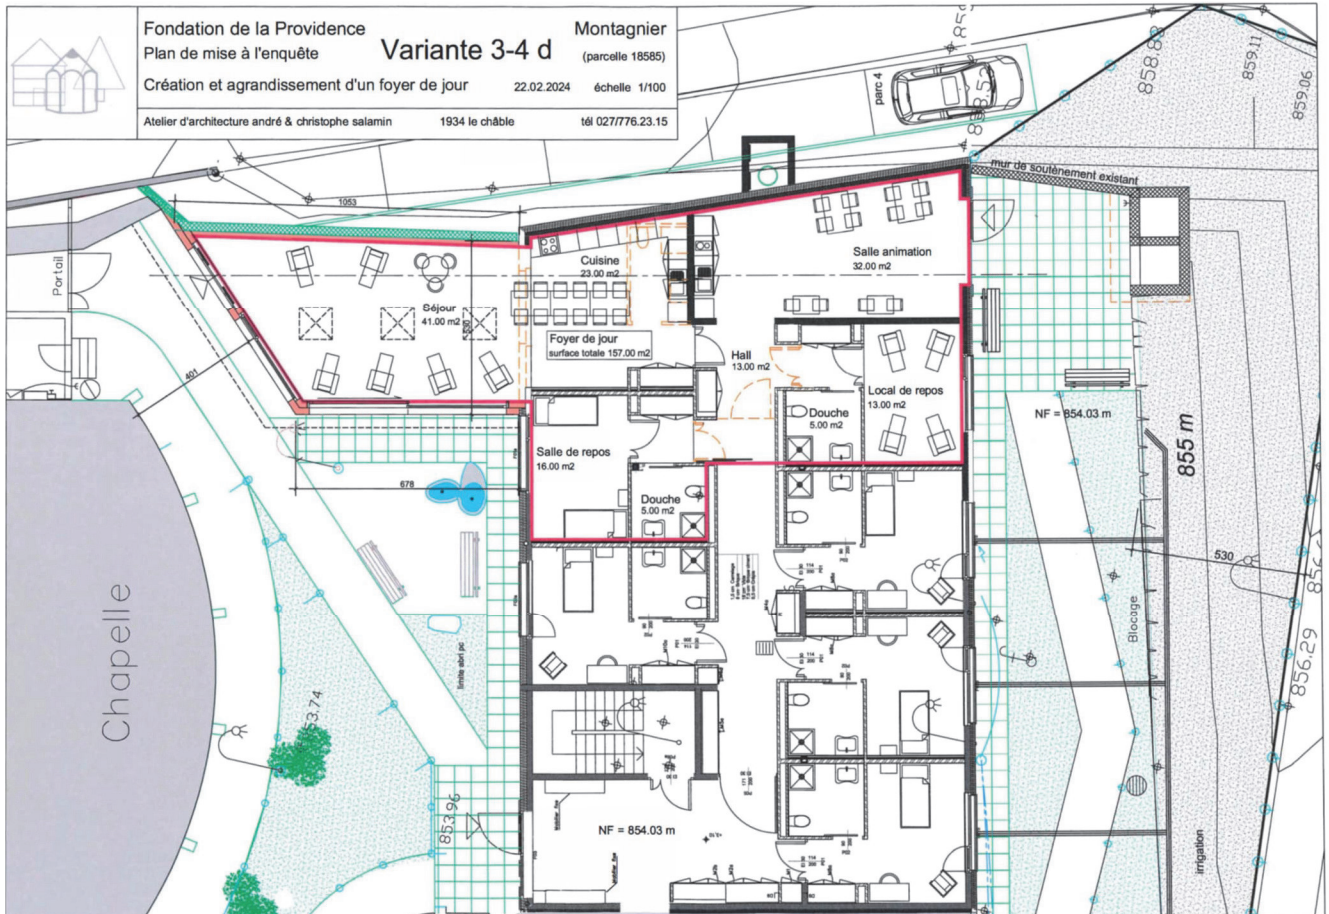 Fondation de la Providence
Montagnier
Plan de mise à l'enquête
Variante 3-4 d
(parcelle 18585)
Création et agrandissement d'un foyer de jour
22.02.2024
échelle 1/100
Atelier d'architecture andré & christophe salamin
1934 le châble
tél 027/776.23.15
parc 4
858.8
859.11
859.06
858.5
mur de soutènement existant
1053
Portail
Cuisine
23.00 m2
Salle animation
32.00 m2
Séjour
41.00 m2
Foyer de jour
surface totale 157.00 m2
Hall
13.00 m2
Local de repos
13.00 m2
Douche
5.00 m2
401
NF = 854.03 m
855 m
Salle de repos
16.00 m2
Douche
5.00 m2
678
530
Chapelle
limite abri pc
Blocage
856.29
853.74
853.96
NF = 854.03 m
irrigation